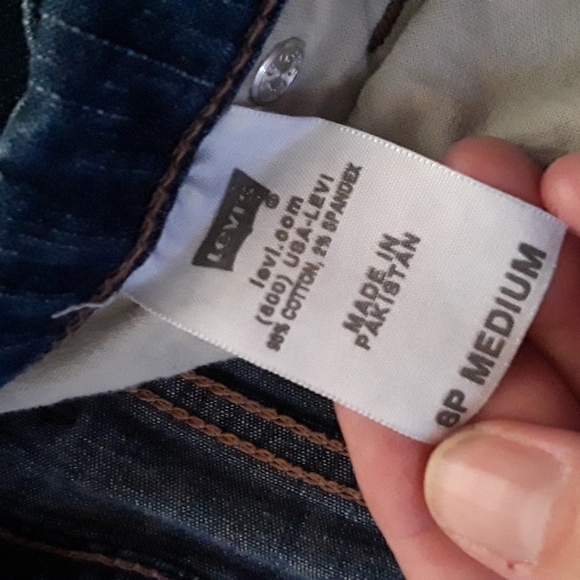 LEVI'S®
levi.com
(800) USA-LEVI
98% COTTON, 2% SPANDEX
MADE IN
PAKISTAN
8P MEDIUM